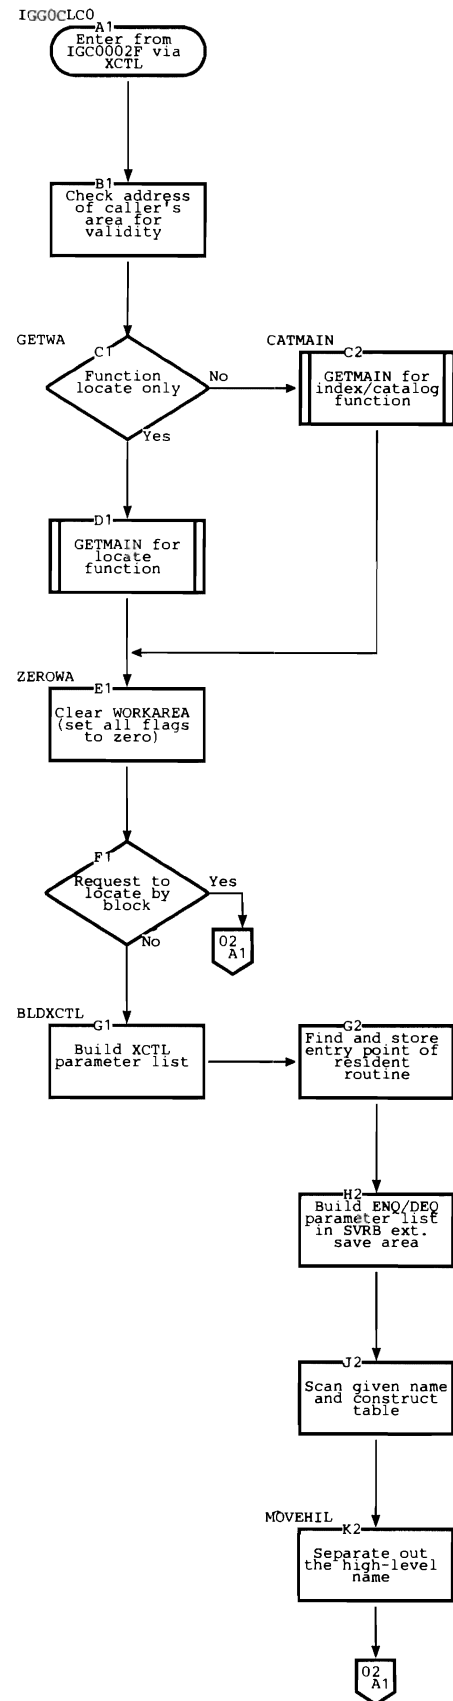 IGG0CLC0
A1
Enter from
IGC0002F via
XCTL
B1
Check address
of caller's
area for
validity
GETWA
C1
Function
locate only
No
Yes
CATMAIN
C2
GETMAIN for
index/catalog
function
D1
GETMAIN for
locate
function
ZEROWA
E1
Clear WORKAREA
(set all flags
to zero)
F1
Request to
locate by
block
Yes
No
02
A1
BLDXCTL
G1
Build XCTL
parameter list
G2
Find and store
entry point of
resident
routine
H2
Build ENQ/DEQ
parameter list
in SVRB ext.
save area
J2
Scan given name
and construct
table
MOVEHIL
K2
Separate out
the high-level
name
02
A1